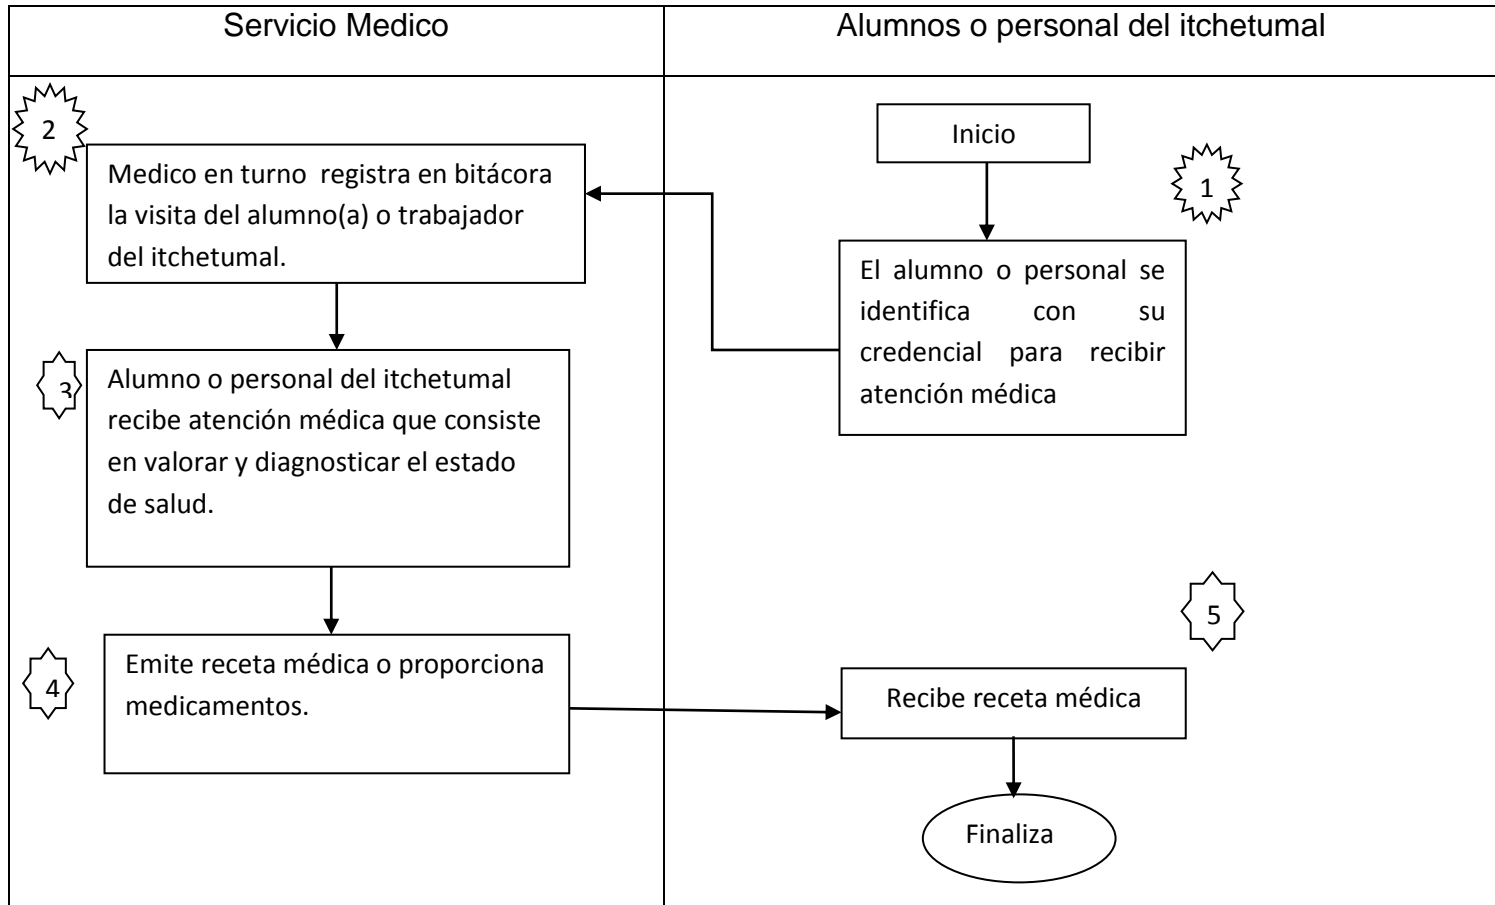 Servicio Medico
Alumnos o personal del itchetumal
Inicio
1
El alumno o personal se
identifica con su
credencial para recibir
atención médica
2
Medico en turno registra en bitácora
la visita del alumno(a) o trabajador
del itchetumal.
3
Alumno o personal del itchetumal
recibe atención médica que consiste
en valorar y diagnosticar el estado
de salud.
4
Emite receta médica o proporciona
medicamentos.
5
Recibe receta médica
Finaliza